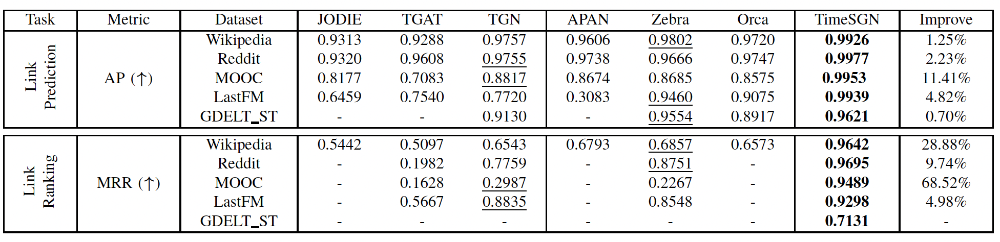 Task Metric Dataset JODIE TGAT TGN APAN Zebra Orca TimeSGN Improve
Link Prediction AP (↑) Wikipedia 0.9313 0.9288 0.9757 0.9606 0.9802 0.9720 0.9926 1.25%
Reddit 0.9320 0.9608 0.9755 0.9738 0.9666 0.9747 0.9977 2.23%
MOOC 0.8177 0.7083 0.8817 0.8674 0.8685 0.8575 0.9953 11.41%
LastFM 0.6459 0.7540 0.7720 0.3083 0.9460 0.9075 0.9939 4.82%
GDELT_ST - - 0.9130 - 0.9554 0.8917 0.9621 0.70%
Link Ranking MRR (↑) Wikipedia 0.5442 0.5097 0.6543 0.6793 0.6857 0.6573 0.9642 28.88%
Reddit - 0.1982 0.7759 - 0.8751 - 0.9695 9.74%
MOOC - 0.1628 0.2987 - 0.2267 - 0.9489 68.52%
LastFM - 0.5667 0.8835 - 0.8548 - 0.9298 4.98%
GDELT_ST - - - - - - 0.7131 -